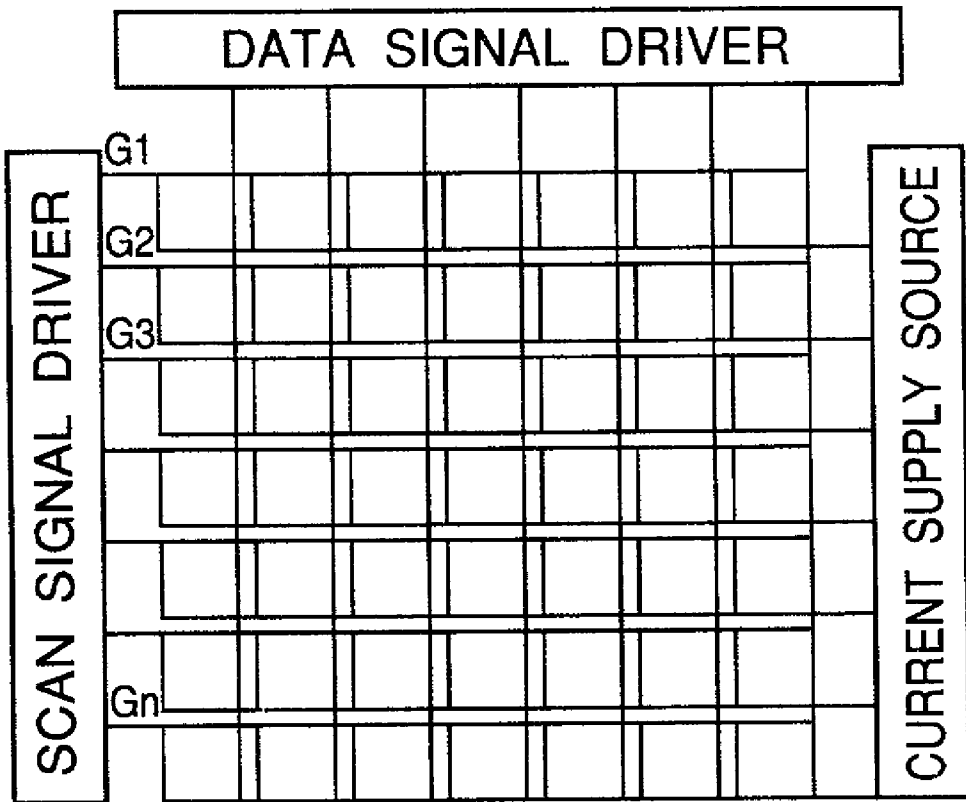 DATA SIGNAL DRIVER
SCAN SIGNAL DRIVER
G1
G2
G3
Gn
CURRENT SUPPLY SOURCE